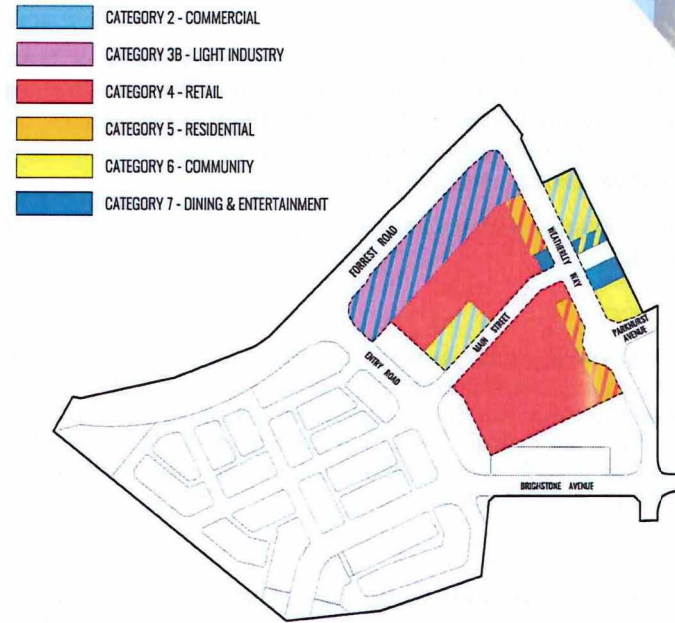 CATEGORY 2 - COMMERCIAL
CATEGORY 3B - LIGHT INDUSTRY
CATEGORY 4 - RETAIL
CATEGORY 5 - RESIDENTIAL
CATEGORY 6 - COMMUNITY
CATEGORY 7 - DINING & ENTERTAINMENT
FORREST ROAD
WEATHERLEY WAY
MAIN STREET
PARKHURST
AVENUE
ENTRY ROAD
BRIGHSTONE AVENUE